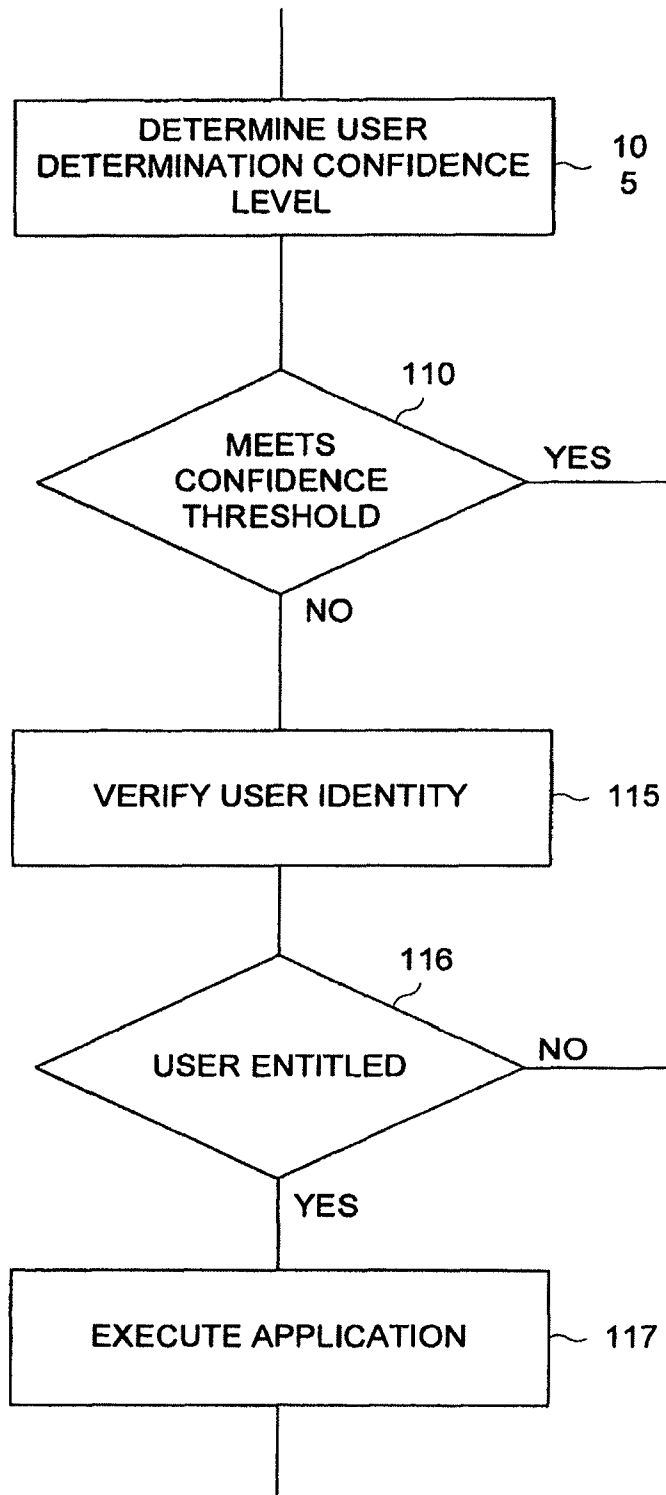 DETERMINE USER
DETERMINATION CONFIDENCE
LEVEL
10
5
110
MEETS
CONFIDENCE
THRESHOLD
YES
NO
VERIFY USER IDENTITY
115
116
USER ENTITLED
NO
YES
EXECUTE APPLICATION
117